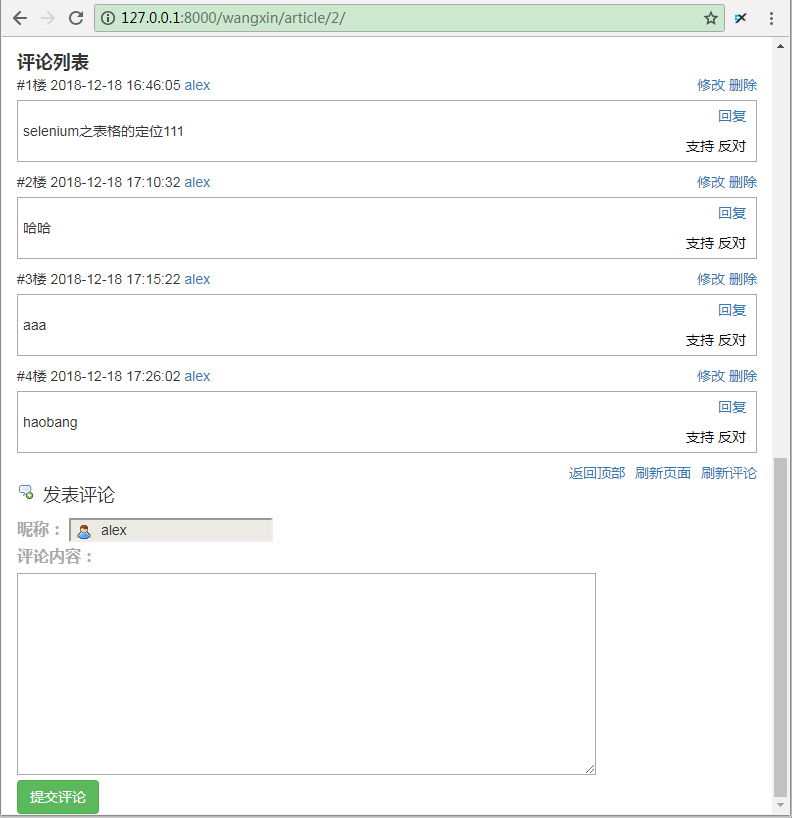 127.0.0.1:8000/wangxin/article/2/
评论列表
#1楼 2018-12-18 16:46:05 alex 修改 删除
回复
selenium之表格的定位111
支持 反对
#2楼 2018-12-18 17:10:32 alex 修改 删除
回复
哈哈
支持 反对
#3楼 2018-12-18 17:15:22 alex 修改 删除
回复
aaa
支持 反对
#4楼 2018-12-18 17:26:02 alex 修改 删除
回复
haobang
支持 反对
返回顶部 刷新页面 刷新评论
发表评论
昵称： alex
评论内容：
提交评论